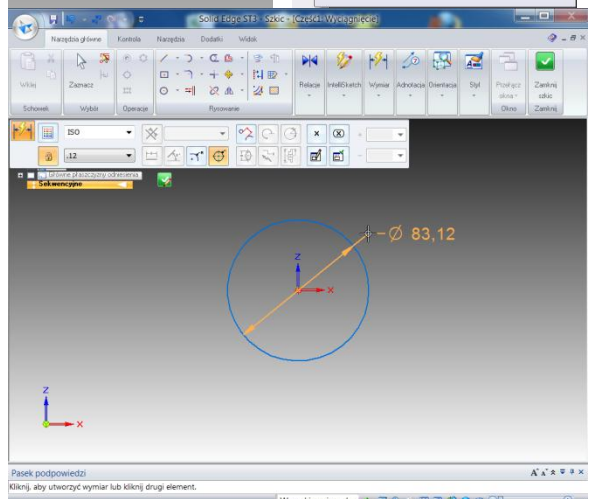 Solid Edge ST3 - Szkic - [Część1: Wyciągnięcie]
Narzędzia główne Kontrola Narzędzia Dodatki Widok
Wklej Zaznacz Relacje IntelliSketch Wymiar Adnotacja Orientacja Styl Przełącz okna Zamknij szkic
Schowek Wybór Operacje Rysowanie Okno Zamknij
ISO
.12
Główne płaszczyzny odniesienia
Sekwencyjne
Ø 83,12
Z
X
Z
X
Pasek podpowiedzi
Kliknij, aby utworzyć wymiar lub kliknij drugi element.